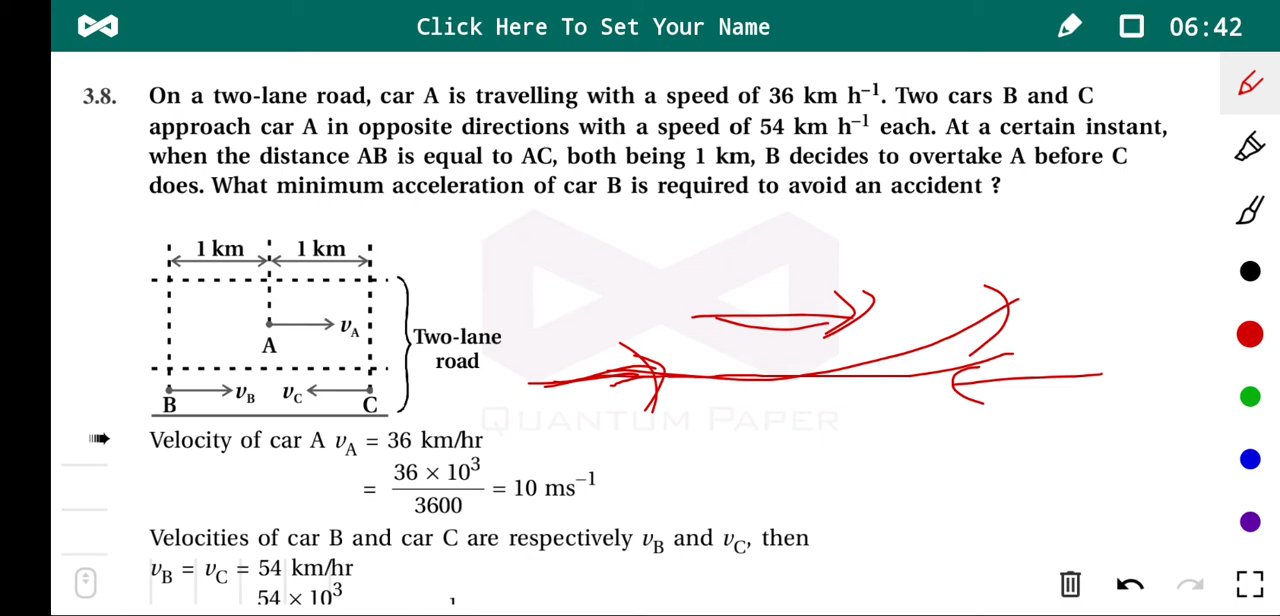 Click Here To Set Your Name
06:42
3.8. On a two-lane road, car A is travelling with a speed of 36 km h⁻¹. Two cars B and C
approach car A in opposite directions with a speed of 54 km h⁻¹ each. At a certain instant,
when the distance AB is equal to AC, both being 1 km, B decides to overtake A before C
does. What minimum acceleration of car B is required to avoid an accident ?
1 km 1 km
v_A
A
Two-lane
road
v_B v_C
B C
QUANTUM PAPER
➠ Velocity of car A v_A = 36 km/hr
= 36 × 10³ / 3600 = 10 ms⁻¹
Velocities of car B and car C are respectively v_B and v_C, then
v_B = v_C = 54 km/hr
54 × 10³